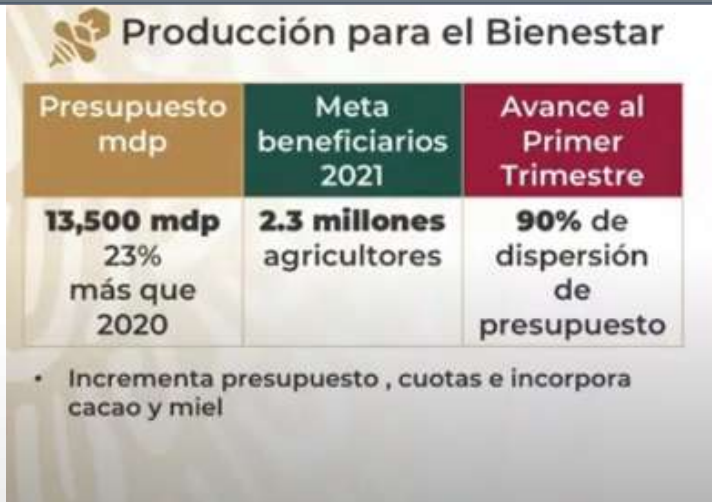 Producción para el Bienestar
Presupuesto
mdp
Meta
beneficiarios
2021
Avance al
Primer
Trimestre
13,500 mdp
23%
más que
2020
2.3 millones
agricultores
90% de
dispersión
de
presupuesto
• Incrementa presupuesto , cuotas e incorpora
cacao y miel